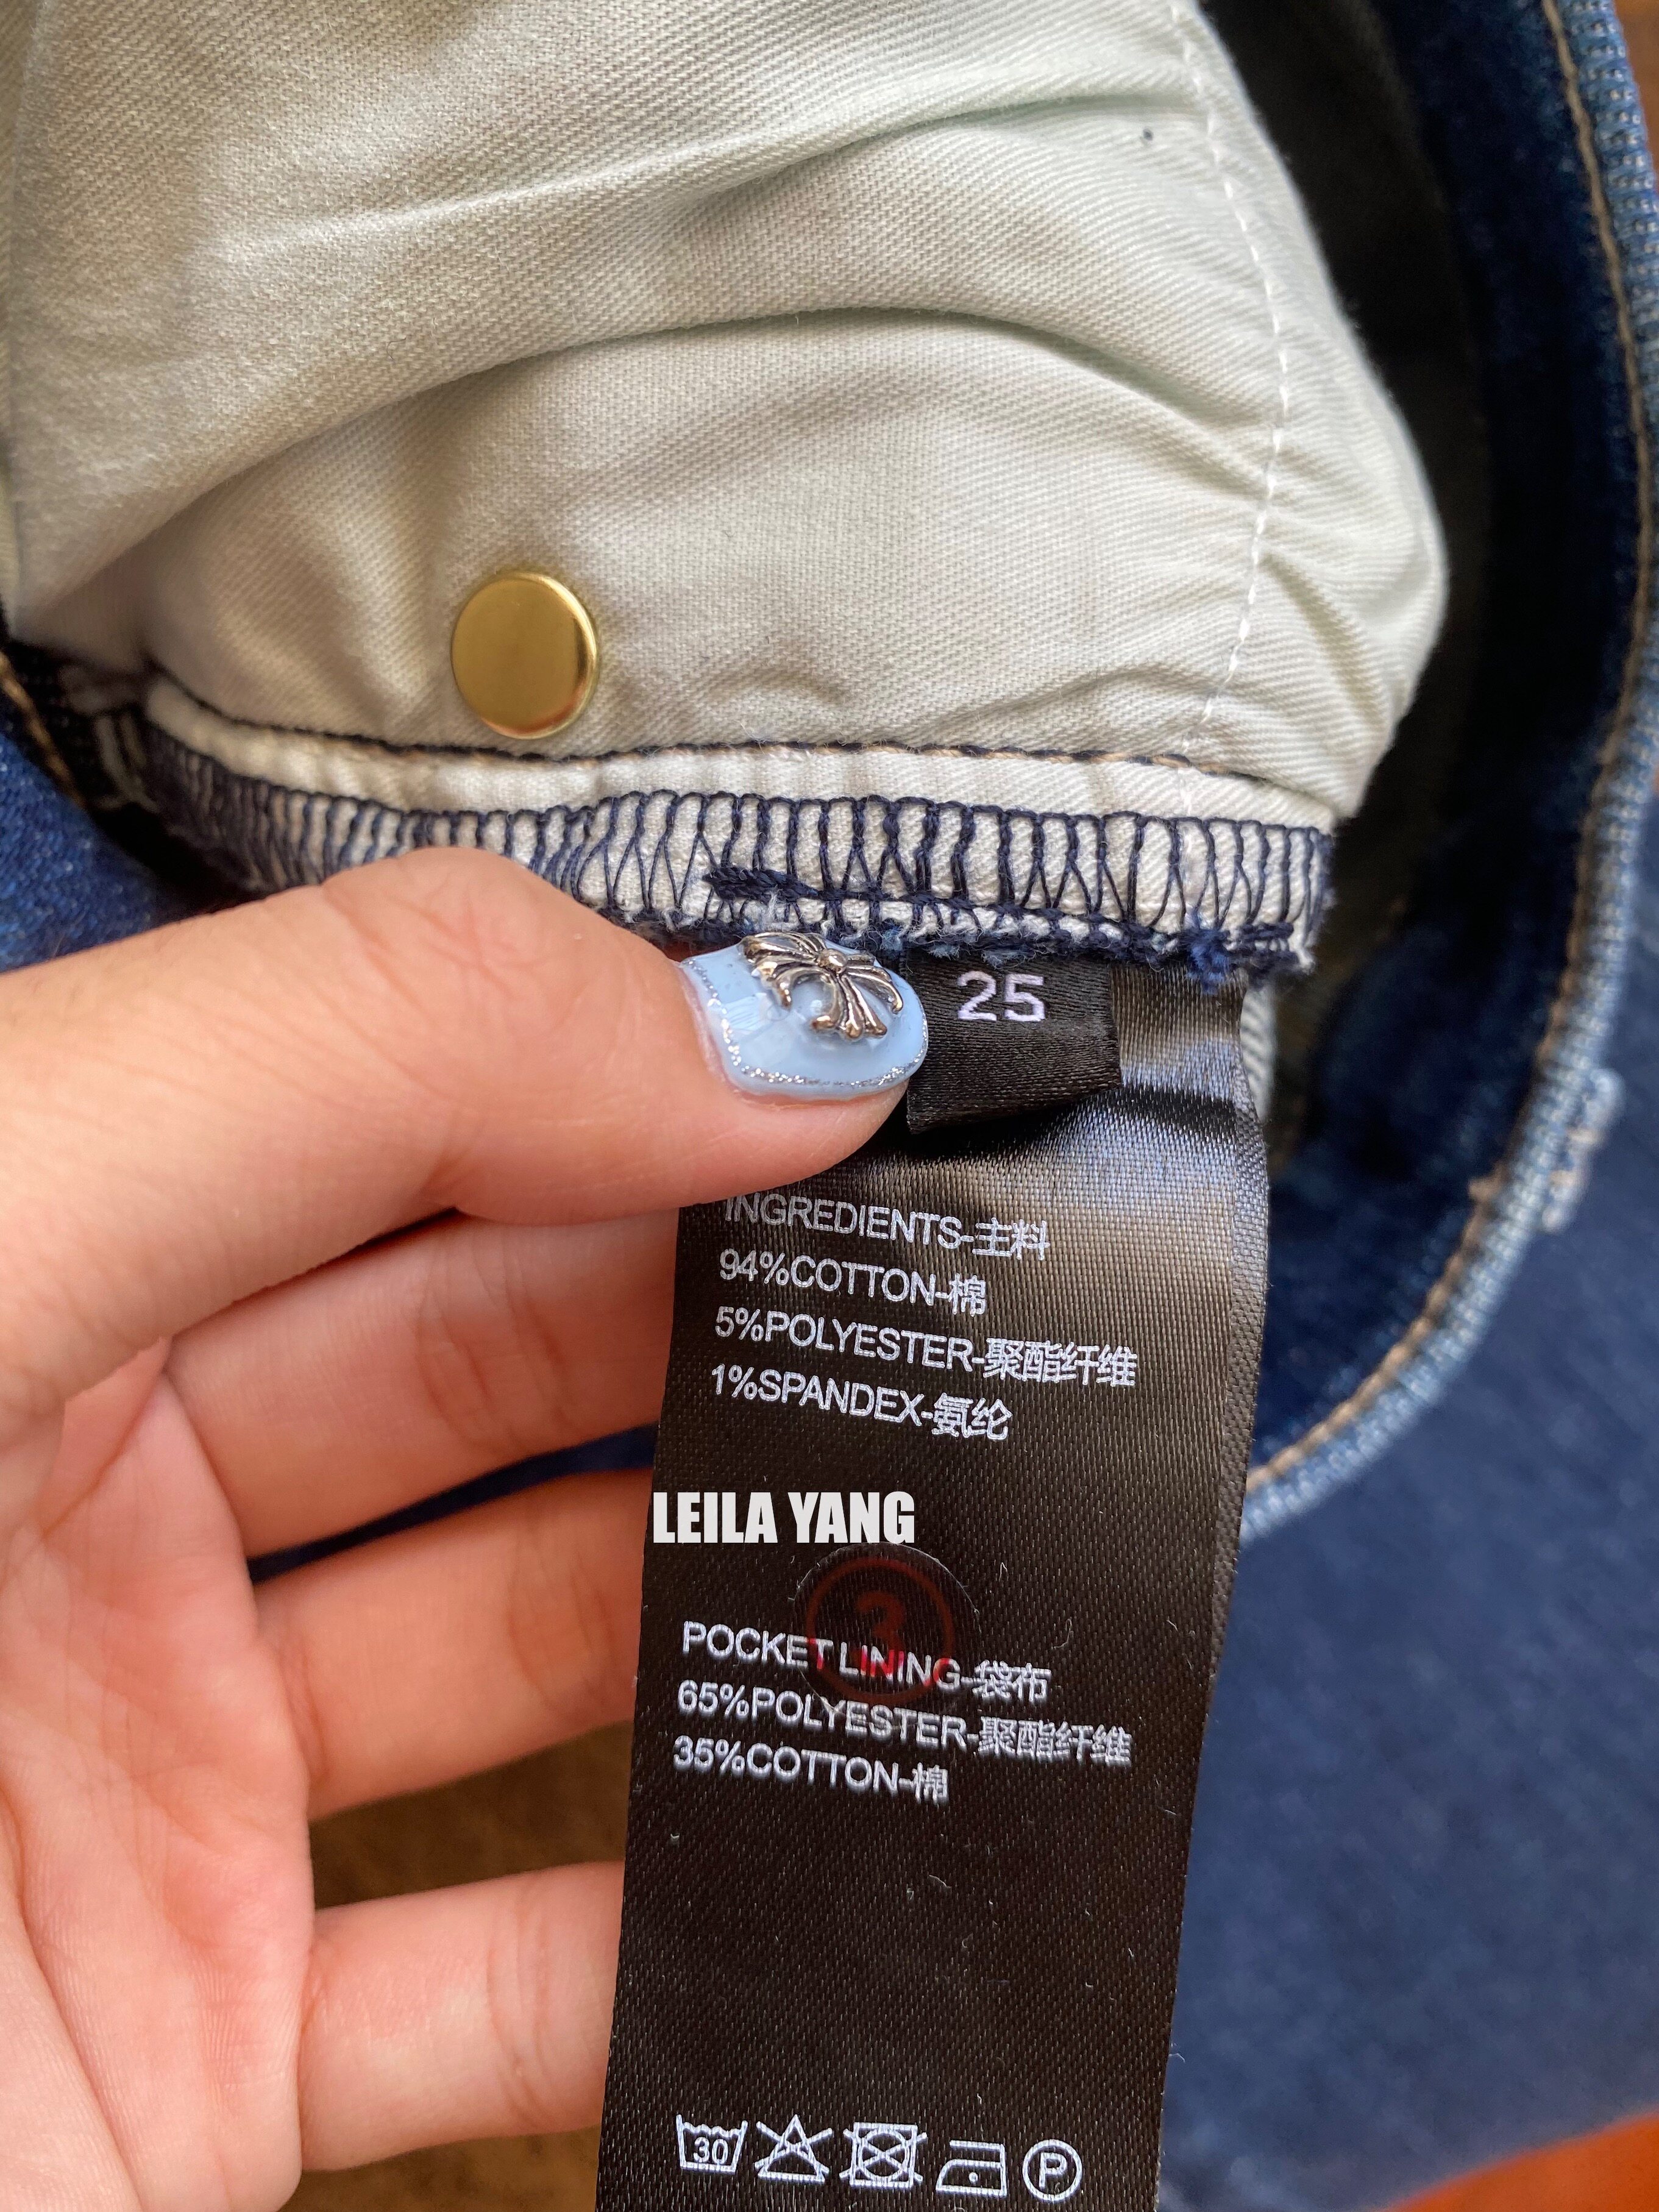 25
INGREDIENTS-主料
94%COTTON-棉
5%POLYESTER-聚酯纤维
1%SPANDEX-氨纶
LEILA YANG
3
POCKET LINING-袋布
65%POLYESTER-聚酯纤维
35%COTTON-棉
30 P